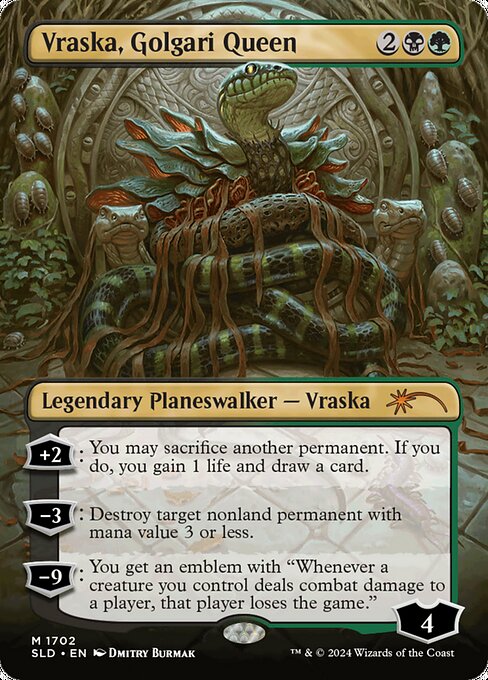 Vraska, Golgari Queen 2
Legendary Planeswalker — Vraska
+2: You may sacrifice another permanent. If you
do, you gain 1 life and draw a card.
−3: Destroy target nonland permanent with
mana value 3 or less.
−9: You get an emblem with “Whenever a
creature you control deals combat damage to
a player, that player loses the game.”
4
M 1702
SLD • EN Dmitry Burmak
™ & © 2024 Wizards of the Coast